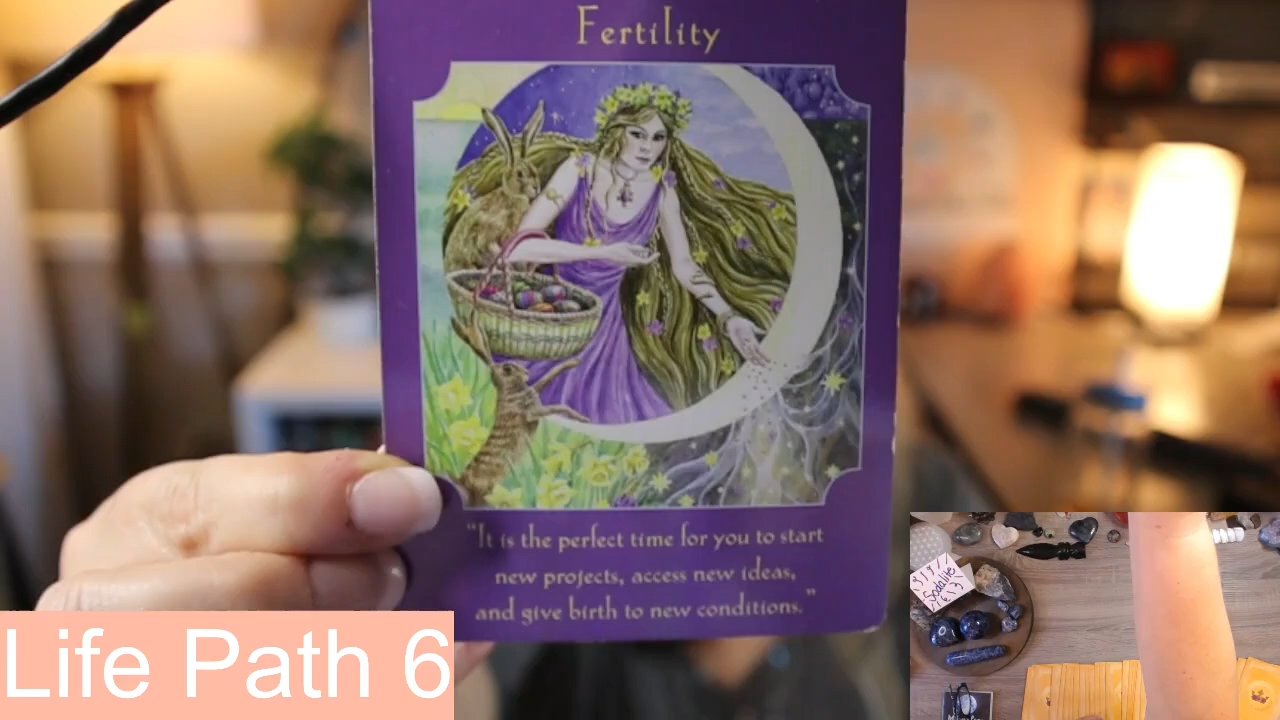 Fertility
"It is the perfect time for you to start
new projects, access new ideas,
and give birth to new conditions."
Life Path 6
Sodalite